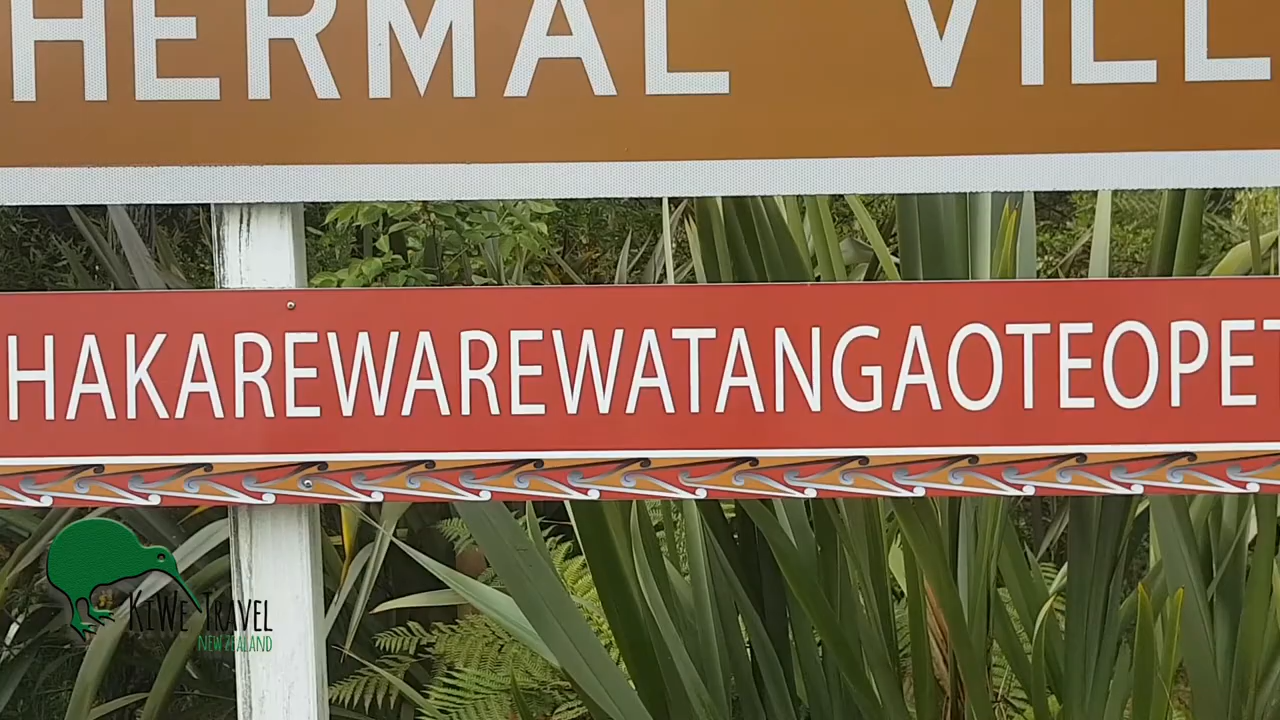 HERMAL VILL
HAKAREWAREWATANGAOTEOPET
KIWE TRAVEL
NEW ZEALAND